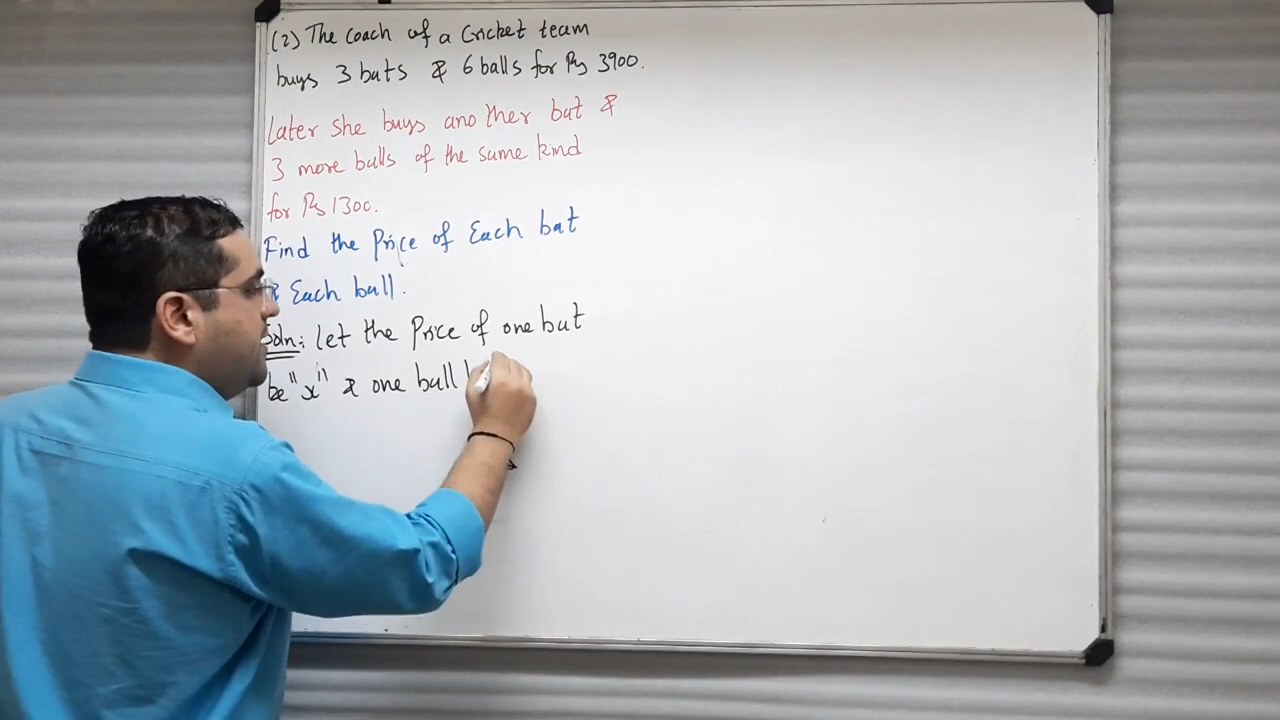 (2) The Coach of a Cricket team
buys 3 bats & 6 balls for Rs 3900.
Later she buys another bat &
3 more balls of the same kind
for Rs 1300.
Find the Price of Each bat
& Each ball.
Soln: Let the Price of one bat
be "x" & one ball